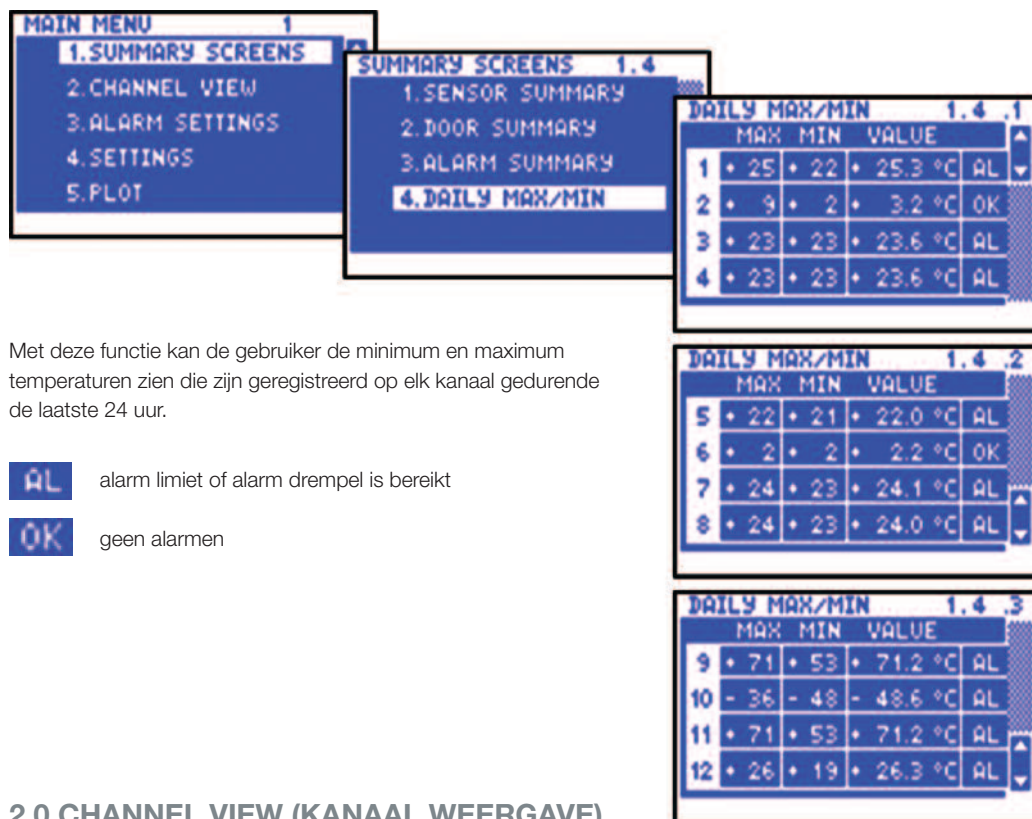 MAIN MENU 1
1.SUMMARY SCREENS
2.CHANNEL VIEW
3.ALARM SETTINGS
4.SETTINGS
5.PLOT
SUMMARY SCREENS 1.4
1.SENSOR SUMMARY
2.DOOR SUMMARY
3.ALARM SUMMARY
4.DAILY MAX/MIN
DAILY MAX/MIN 1.4 .1
MAX MIN VALUE
1 + 25 + 22 + 25.3 °C AL
2 + 9 + 2 + 3.2 °C OK
3 + 23 + 23 + 23.6 °C AL
4 + 23 + 23 + 23.6 °C AL
Met deze functie kan de gebruiker de minimum en maximum
temperaturen zien die zijn geregistreerd op elk kanaal gedurende
de laatste 24 uur.
AL alarm limiet of alarm drempel is bereikt
OK geen alarmen
DAILY MAX/MIN 1.4 .2
MAX MIN VALUE
5 + 22 + 21 + 22.0 °C AL
6 + 2 + 2 + 2.2 °C OK
7 + 24 + 23 + 24.1 °C AL
8 + 24 + 23 + 24.0 °C AL
DAILY MAX/MIN 1.4 .3
MAX MIN VALUE
9 + 71 + 53 + 71.2 °C AL
10 - 36 - 48 - 48.6 °C AL
11 + 71 + 53 + 71.2 °C AL
12 + 26 + 19 + 26.3 °C AL
2.0 CHANNEL VIEW (KANAAL WEERGAVE)